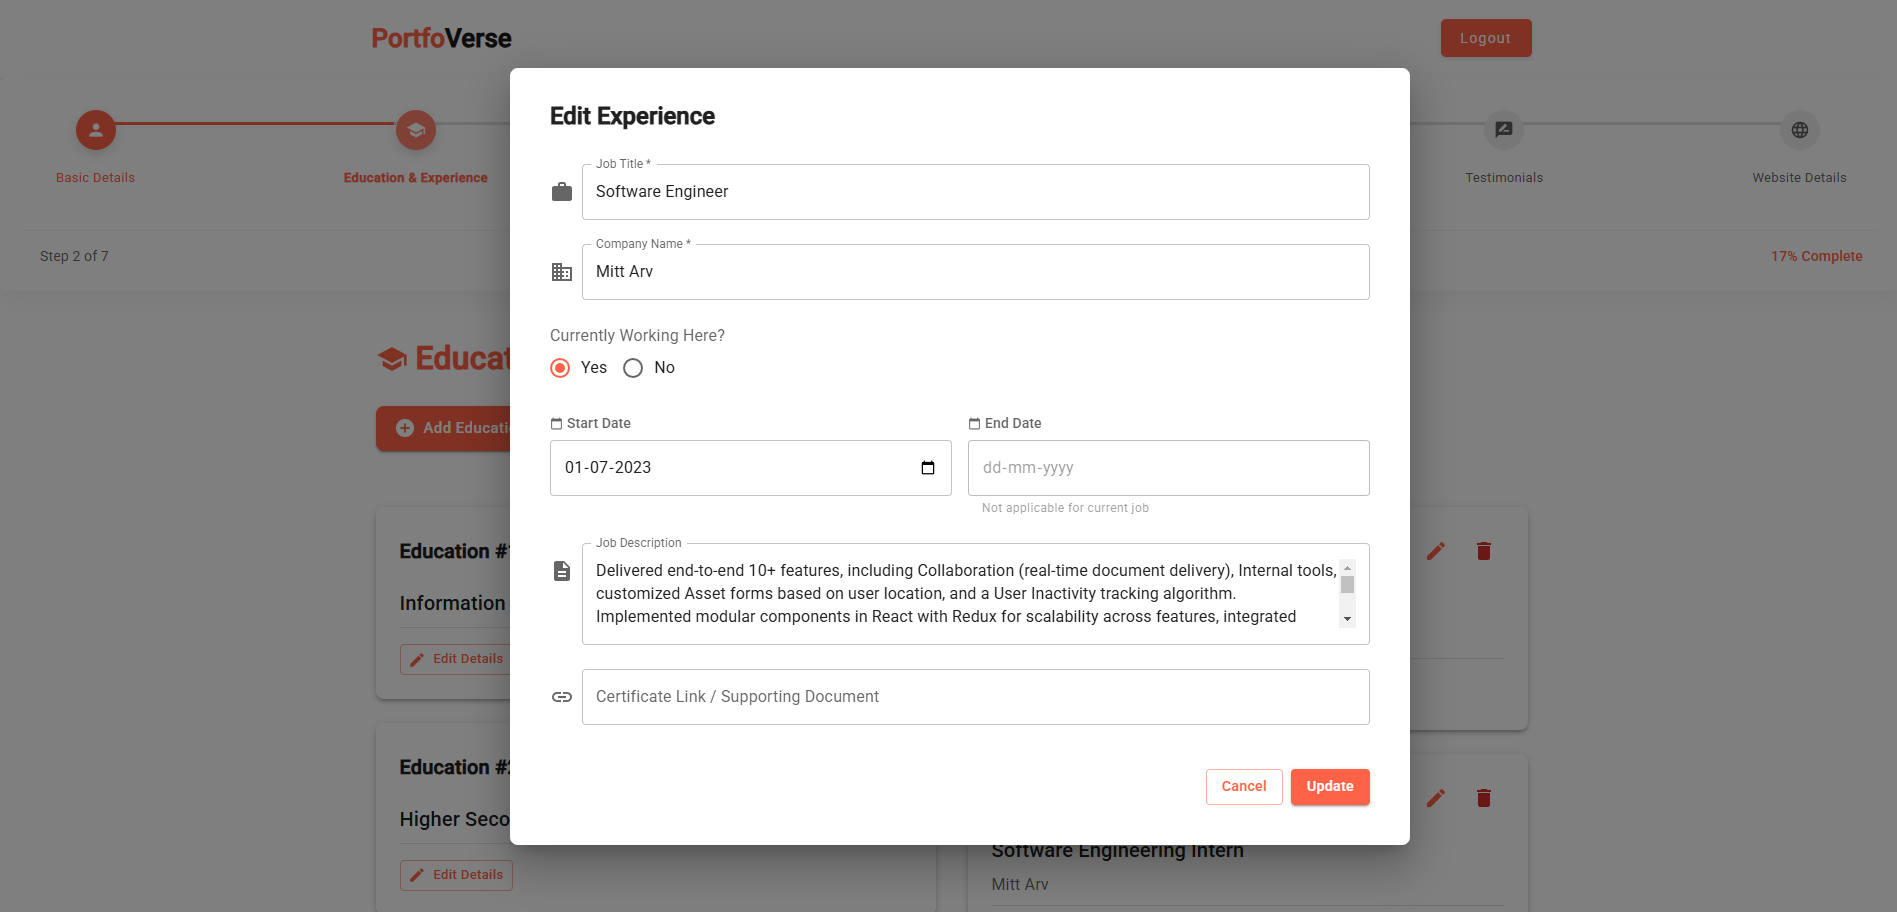 PortfoVerse
Logout
Basic Details
Education & Experience
Testimonials
Website Details
Step 2 of 7
17% Complete
Educat
Add Educati
Education #1
Information
Edit Details
Education #2
Higher Seco
Edit Details
Edit Experience
Job Title *
Software Engineer
Company Name *
Mitt Arv
Currently Working Here?
Yes No
Start Date End Date
01-07-2023 dd-mm-yyyy
Not applicable for current job
Job Description
Delivered end-to-end 10+ features, including Collaboration (real-time document delivery), Internal tools,
customized Asset forms based on user location, and a User Inactivity tracking algorithm.
Implemented modular components in React with Redux for scalability across features, integrated
Certificate Link / Supporting Document
Cancel Update
Software Engineering Intern
Mitt Arv